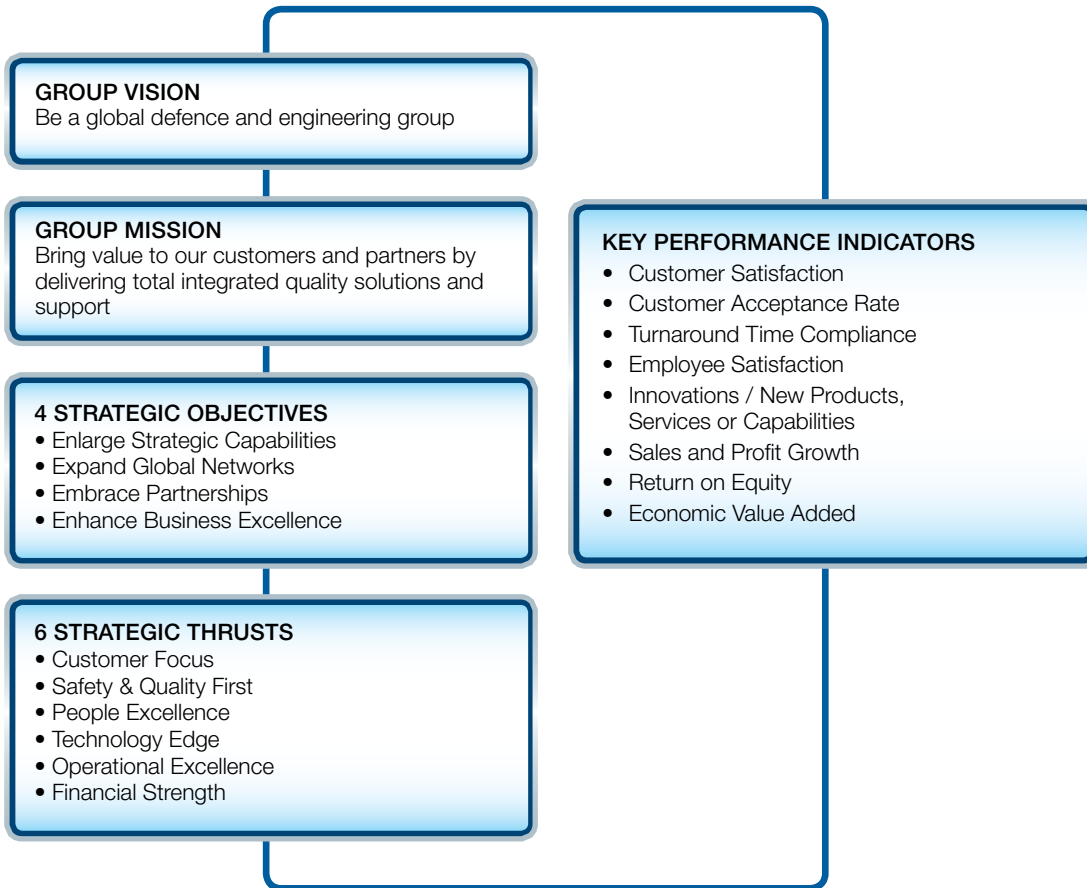 GROUP VISION
Be a global defence and engineering group
GROUP MISSION
Bring value to our customers and partners by
delivering total integrated quality solutions and
support
4 STRATEGIC OBJECTIVES
• Enlarge Strategic Capabilities
• Expand Global Networks
• Embrace Partnerships
• Enhance Business Excellence
6 STRATEGIC THRUSTS
• Customer Focus
• Safety & Quality First
• People Excellence
• Technology Edge
• Operational Excellence
• Financial Strength
KEY PERFORMANCE INDICATORS
• Customer Satisfaction
• Customer Acceptance Rate
• Turnaround Time Compliance
• Employee Satisfaction
• Innovations / New Products,
Services or Capabilities
• Sales and Profit Growth
• Return on Equity
• Economic Value Added